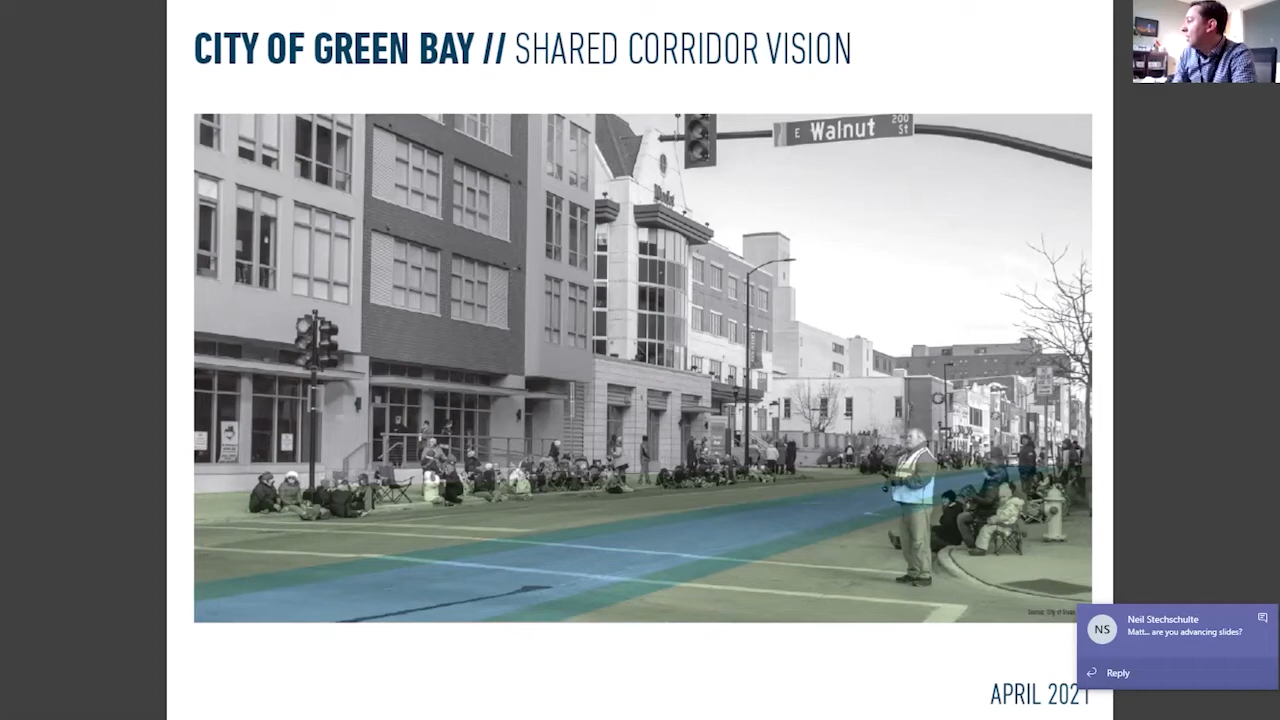 CITY OF GREEN BAY // SHARED CORRIDOR VISION
E Walnut 200 St
NS
Neil Stechschulte
Matt... are you advancing slides?
Reply
APRIL 2021